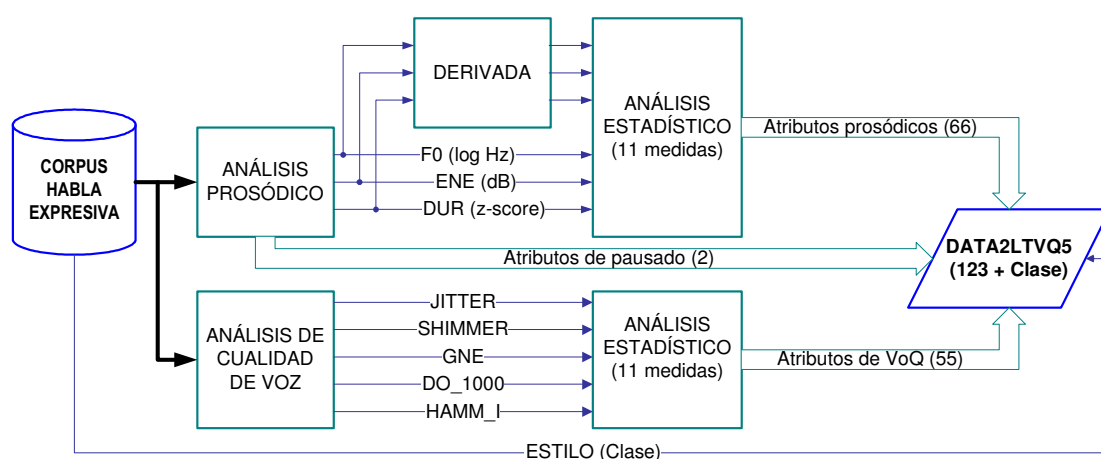 CORPUS
HABLA
EXPRESIVA
ANÁLISIS
PROSÓDICO
DERIVADA
F0 (log Hz)
ENE (dB)
DUR (z-score)
ANÁLISIS
ESTADÍSTICO
(11 medidas)
Atributos prosódicos (66)
Atributos de pausado (2)
DATA2LTVQ5
(123 + Clase)
ANÁLISIS DE
CUALIDAD
DE VOZ
JITTER
SHIMMER
GNE
DO_1000
HAMM_I
ANÁLISIS
ESTADÍSTICO
(11 medidas)
Atributos de VoQ (55)
ESTILO (Clase)